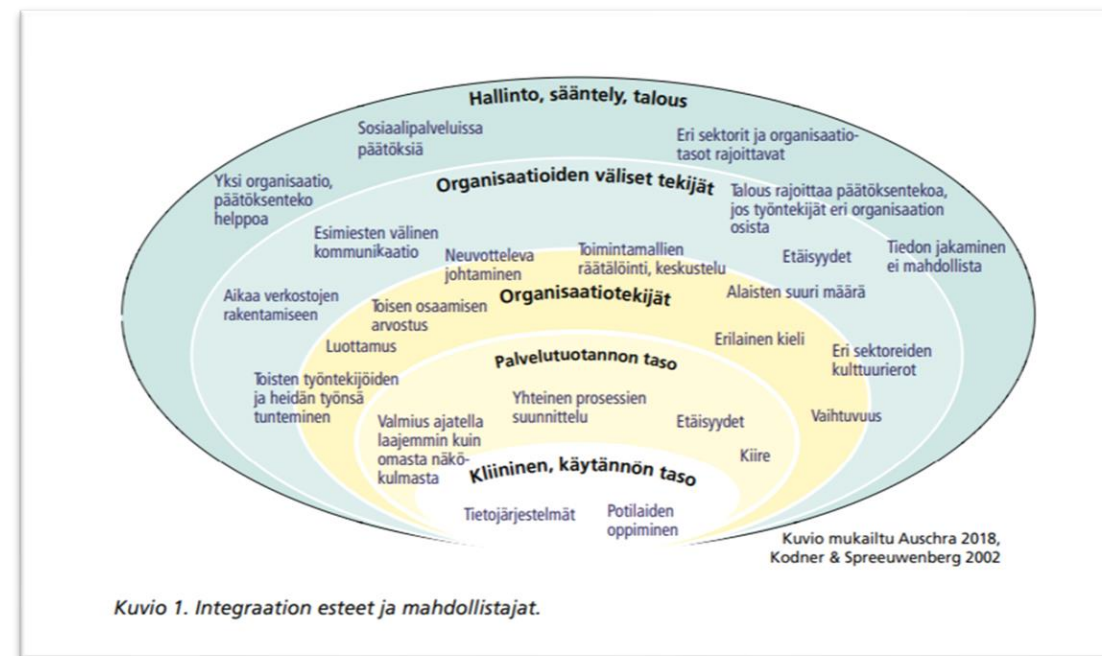 Hallinto, sääntely, talous
Sosiaalipalveluissa
päätöksiä
Eri sektorit ja organisaatio-
tasot rajoittavat
Yksi organisaatio,
päätöksenteko
helppoa
Organisaatioiden väliset tekijät
Talous rajoittaa päätöksentekoa,
jos työntekijät eri organisaation
osista
Esimiesten välinen
kommunikaatio
Neuvotteleva
johtaminen
Toimintamallien
räätälöinti, keskustelu
Etäisyydet
Tiedon jakaminen
ei mahdollista
Aikaa verkostojen
rakentamiseen
Toisen osaamisen
arvostus
Organisaatiotekijät
Alaisten suuri määrä
Luottamus
Erilainen kieli
Eri sektoreiden
kulttuurierot
Palvelutuotannon taso
Toisten työntekijöiden
ja heidän työnsä
tunteminen
Valmius ajatella
laajemmin kuin
omasta näkö-
kulmasta
Yhteinen prosessien
suunnittelu
Etäisyydet
Vaihtuvuus
Kiire
Kliininen, käytännön taso
Tietojärjestelmät
Potilaiden
oppiminen
Kuvio mukailtu Auschra 2018,
Kodner & Spreeuwenberg 2002
Kuvio 1. Integraation esteet ja mahdollistajat.